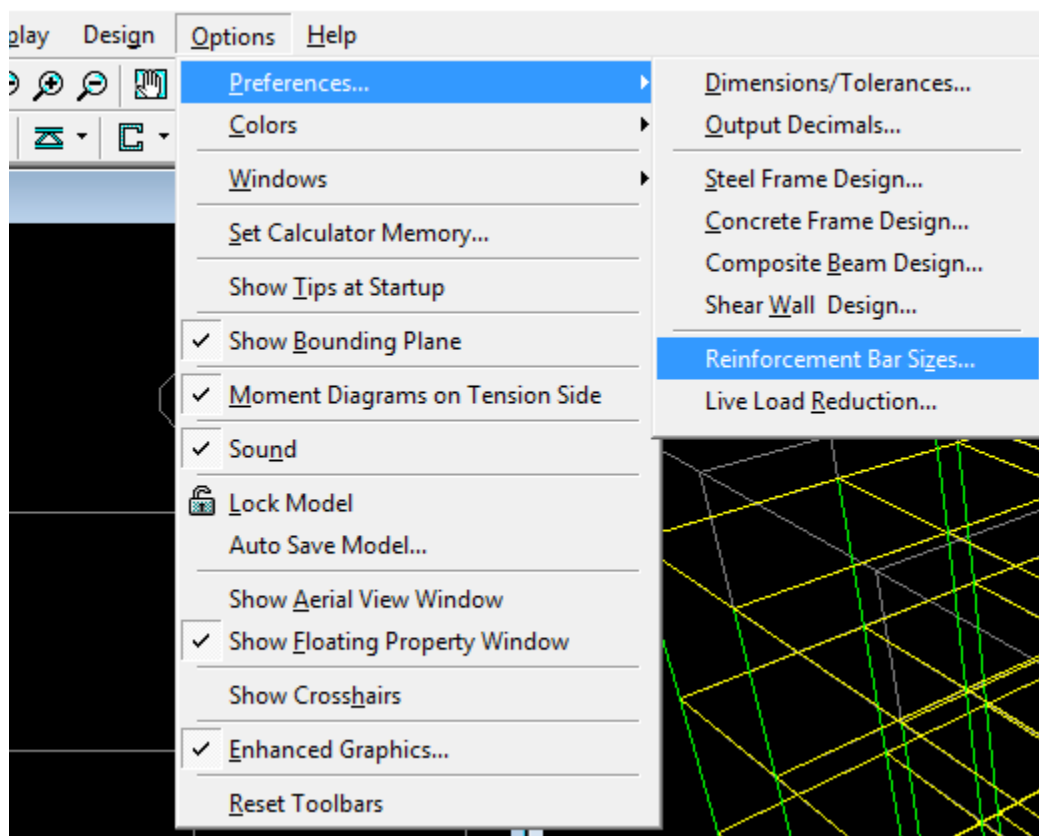 play Design Options Help
Preferences...
Colors
Windows
Set Calculator Memory...
Show Tips at Startup
Show Bounding Plane
Moment Diagrams on Tension Side
Sound
Lock Model
Auto Save Model...
Show Aerial View Window
Show Floating Property Window
Show Crosshairs
Enhanced Graphics...
Reset Toolbars
Dimensions/Tolerances...
Output Decimals...
Steel Frame Design...
Concrete Frame Design...
Composite Beam Design...
Shear Wall Design...
Reinforcement Bar Sizes...
Live Load Reduction...